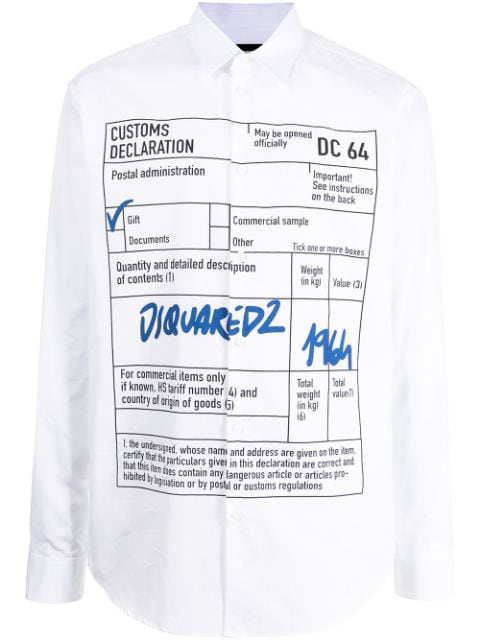 CUSTOMS
DECLARATION
May be opened
officially
DC 64
Postal administration
Important!
See instructions
on the back
Gift
Commercial sample
Documents
Other
Tick one or more boxes
Quantity and detailed description
of contents (1)
Weight
(in kg)
Value (3)
DSQUARED2
1964
For commercial items only
if known, HS tariff number 4) and
country of origin of goods (5)
Total
weight
(in kg)
(6)
Total
value(7)
I, the undersigned, whose name and address are given on the item,
certify that the particulars given in this declaration are correct and
that this item does contain any dangerous article or articles pro-
hibited by legislation or by postal or customs regulations